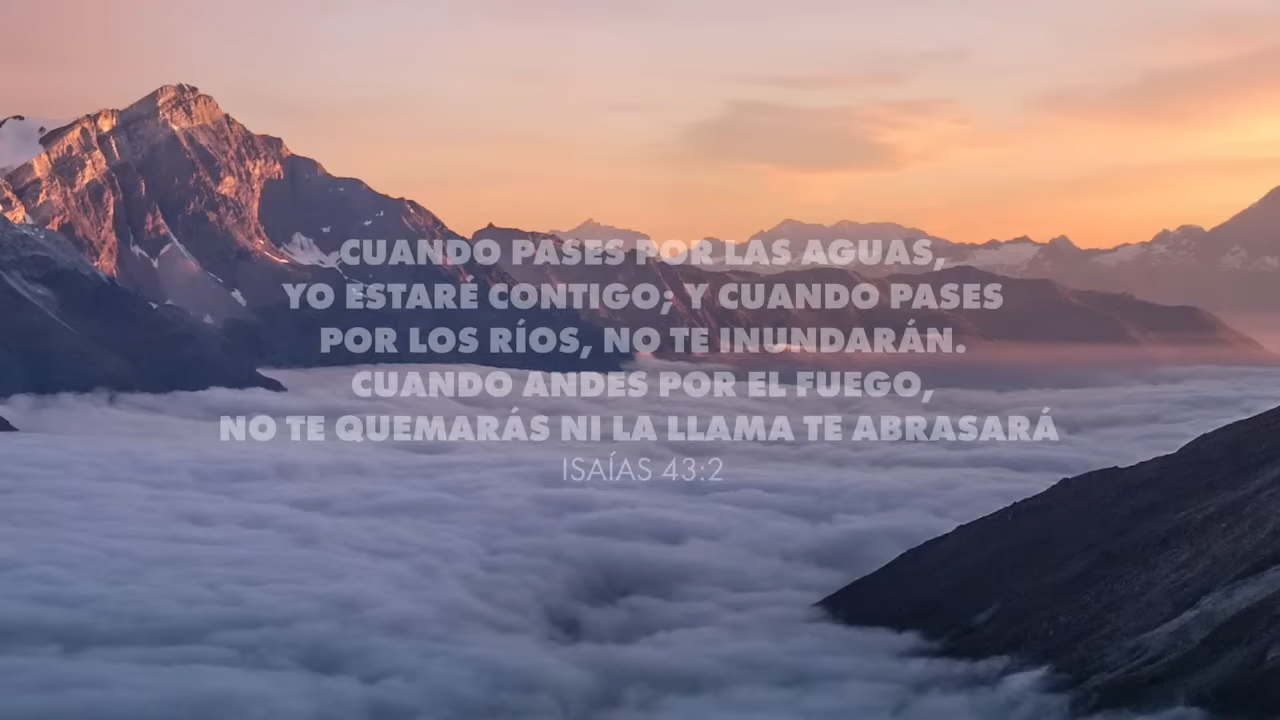 CUANDO PASES POR LAS AGUAS,
YO ESTARÉ CONTIGO; Y CUANDO PASES
POR LOS RÍOS, NO TE INUNDARÁN.
CUANDO ANDES POR EL FUEGO,
NO TE QUEMARÁS NI LA LLAMA TE ABRASARÁ
ISAÍAS 43:2